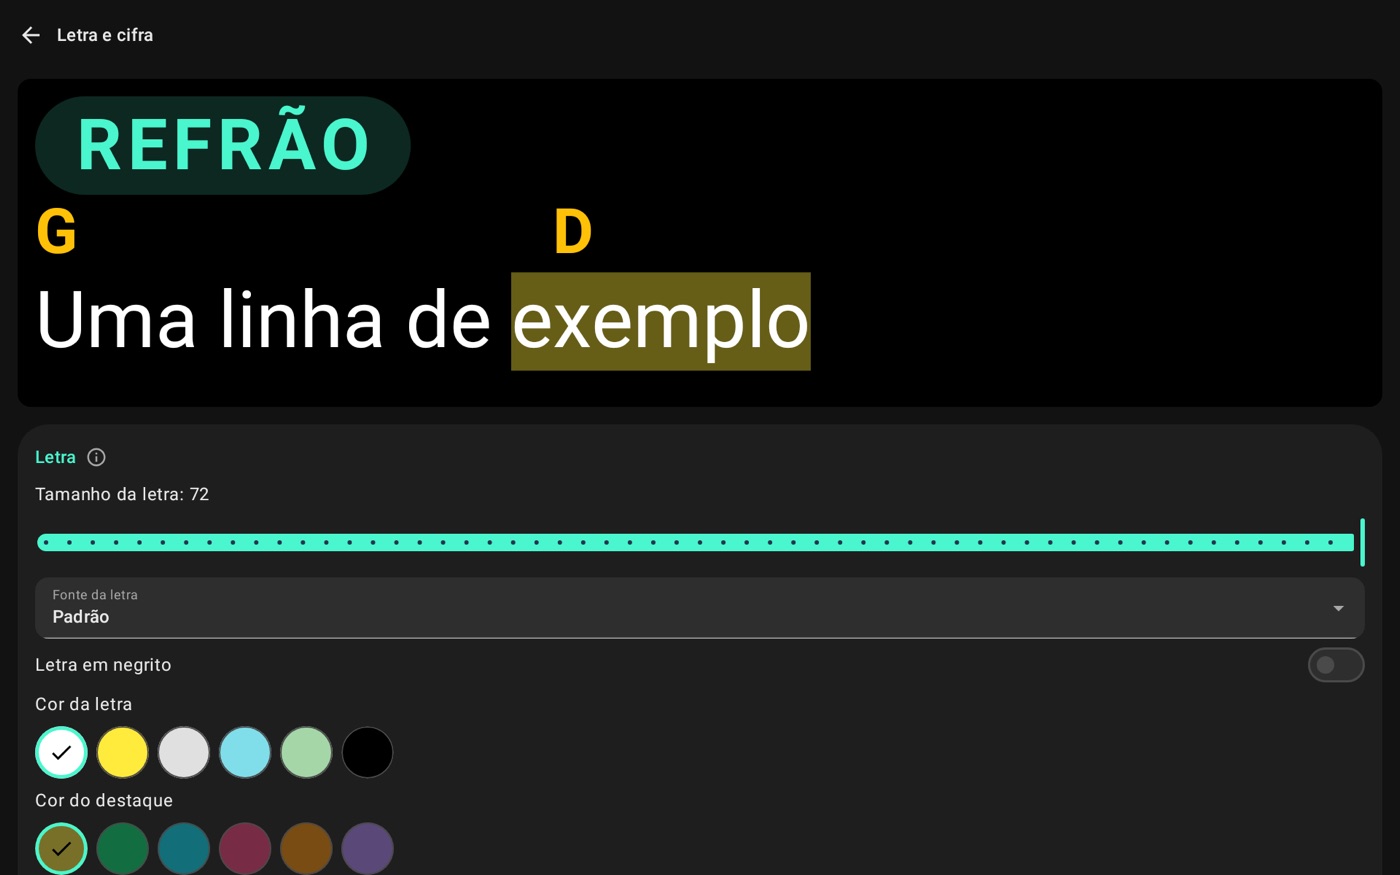 Letra e cifra
REFRÃO
G D
Uma linha de exemplo
Letra
Tamanho da letra: 72
Fonte da letra
Padrão
Letra em negrito
Cor da letra
Cor do destaque